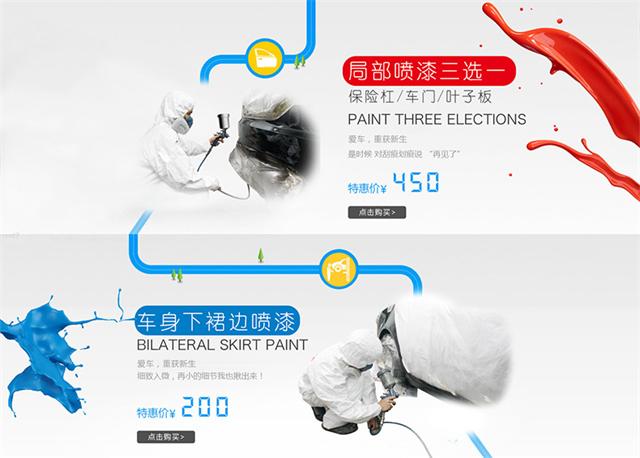 局部喷漆三选一
保险杠/车门/叶子板
PAINT THREE ELECTIONS
爱车，重获新生
是时候 对刮痕划痕说 “再见了”
特惠价¥ 450
点击购买>
车身下裙边喷漆
BILATERAL SKIRT PAINT
爱车，重获新生
细致入微，再小的细节我也揪出来！
特惠价¥ 200
点击购买>